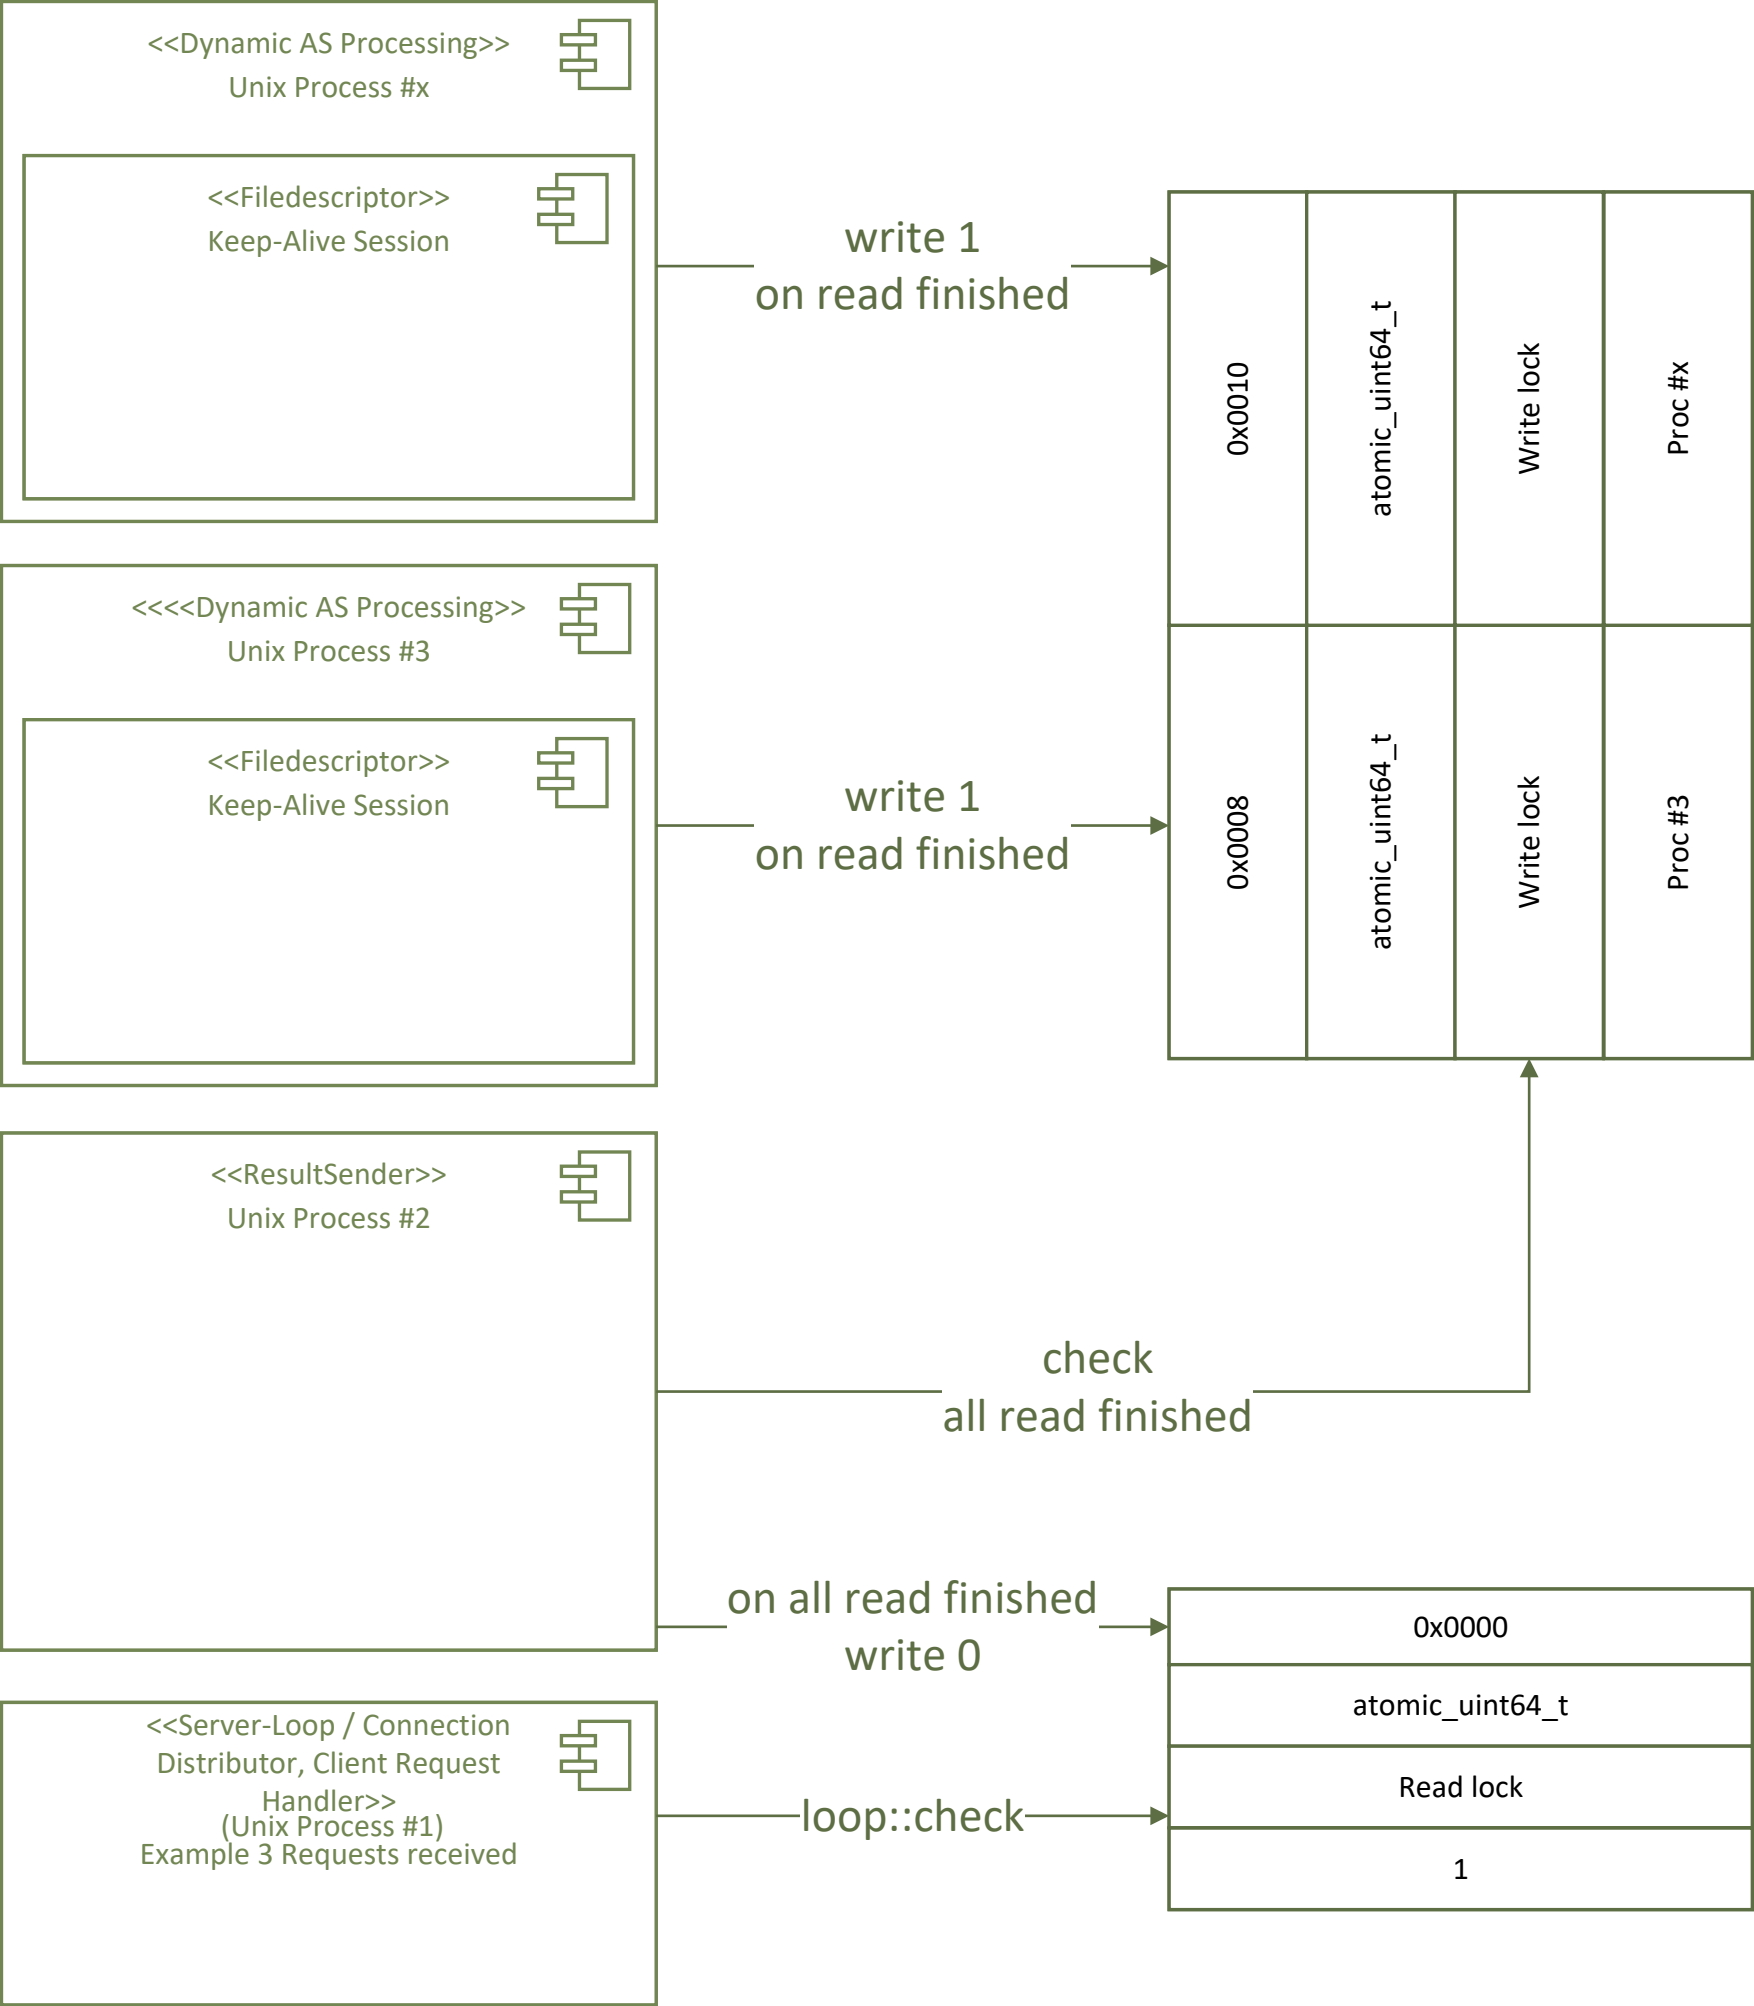 <<Dynamic AS Processing>>
Unix Process #x
<<Filedescriptor>>
Keep-Alive Session
write 1
on read finished
0x0010
atomic_uint64_t
Write lock
Proc #x
<<<<Dynamic AS Processing>>
Unix Process #3
<<Filedescriptor>>
Keep-Alive Session
write 1
on read finished
0x0008
atomic_uint64_t
Write lock
Proc #3
<<ResultSender>>
Unix Process #2
check
all read finished
on all read finished
write 0
0x0000
atomic_uint64_t
Read lock
1
<<Server-Loop / Connection
Distributor, Client Request
Handler>>
(Unix Process #1)
Example 3 Requests received
loop::check